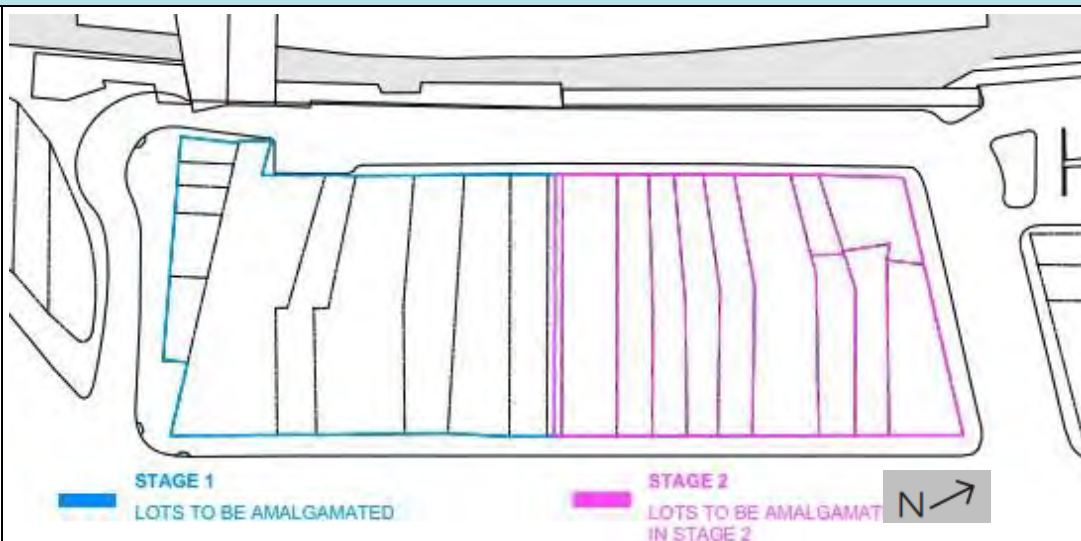 STAGE 1
LOTS TO BE AMALGAMATED
STAGE 2
LOTS TO BE AMALGAMAT
IN STAGE 2
N